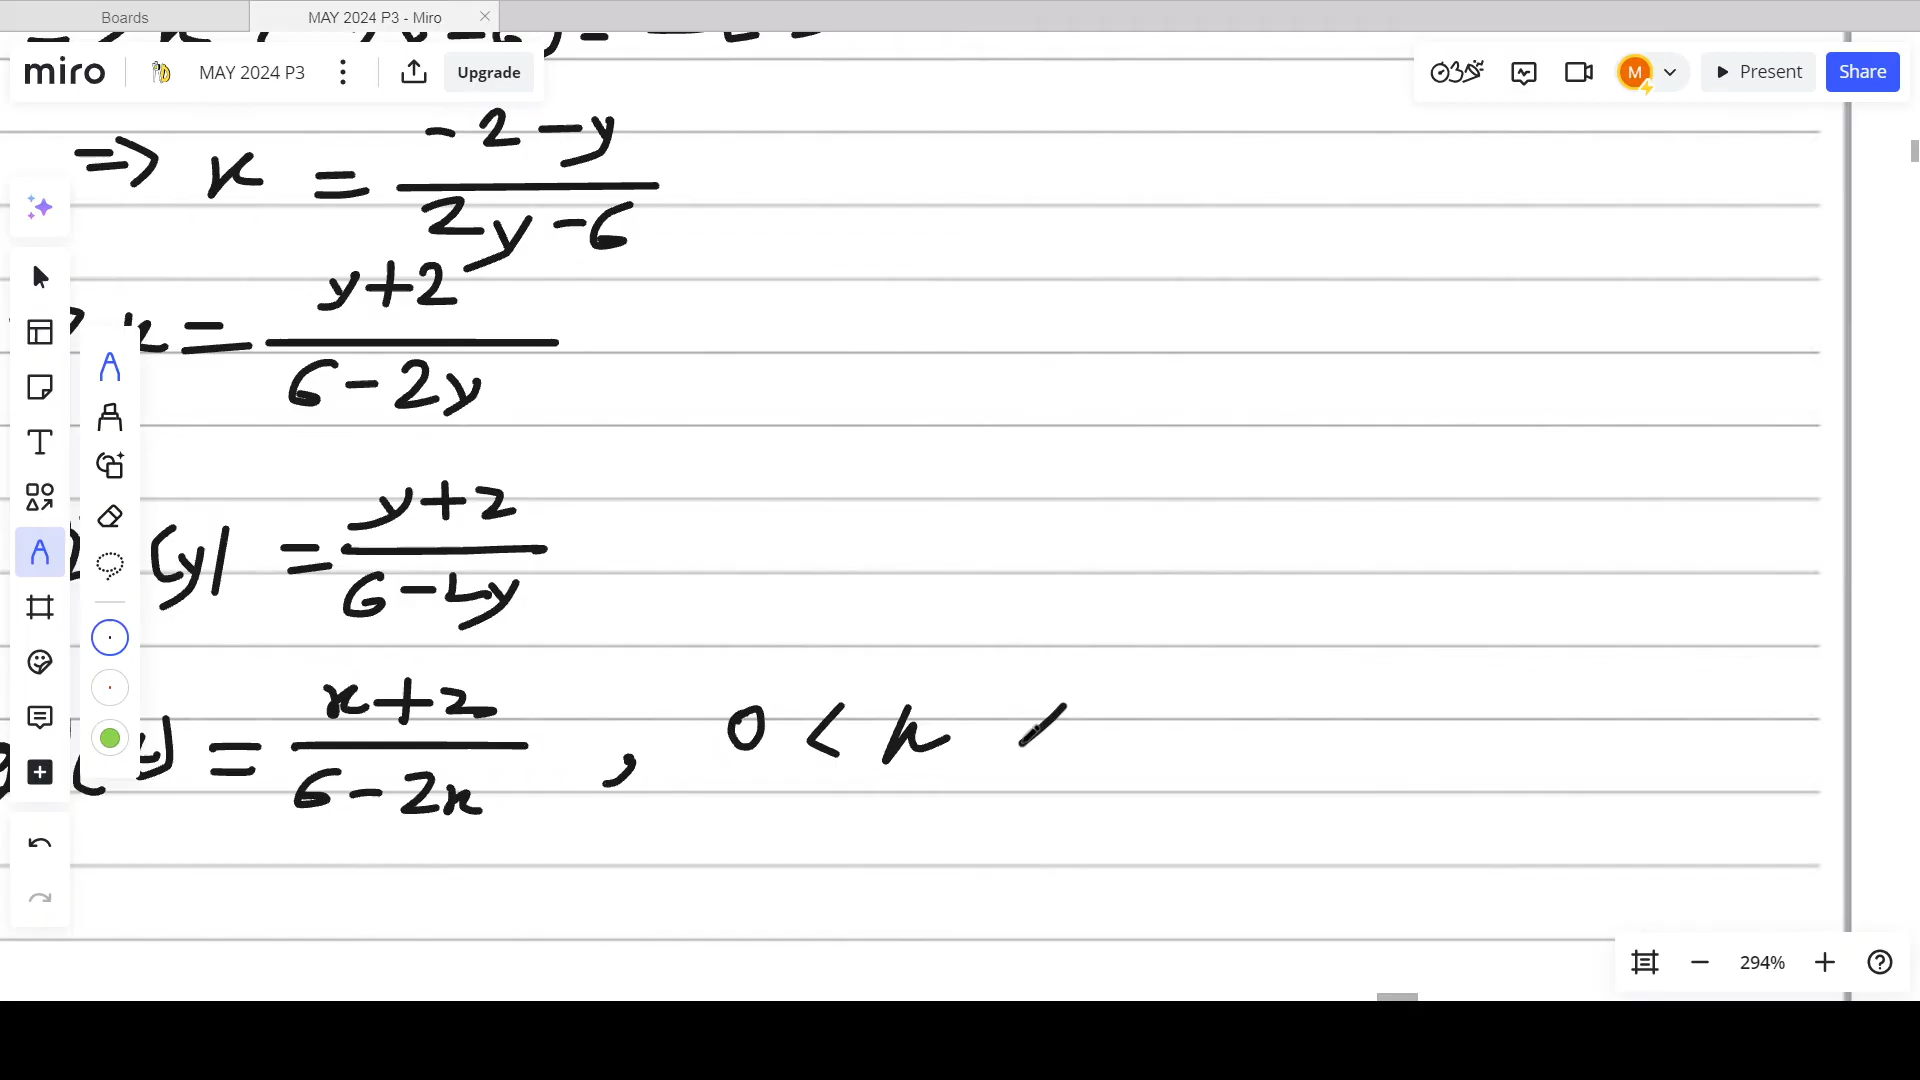 Boards
MAY 2024 P3 - Miro
miro
MAY 2024 P3
Upgrade
M
Present
Share
=> x = (-2-y)/(2y-6)
x = (y+2)/(6-2y)
(y) = (y+2)/(6-2y)
(x) = (x+2)/(6-2x) , 0 < x
294%